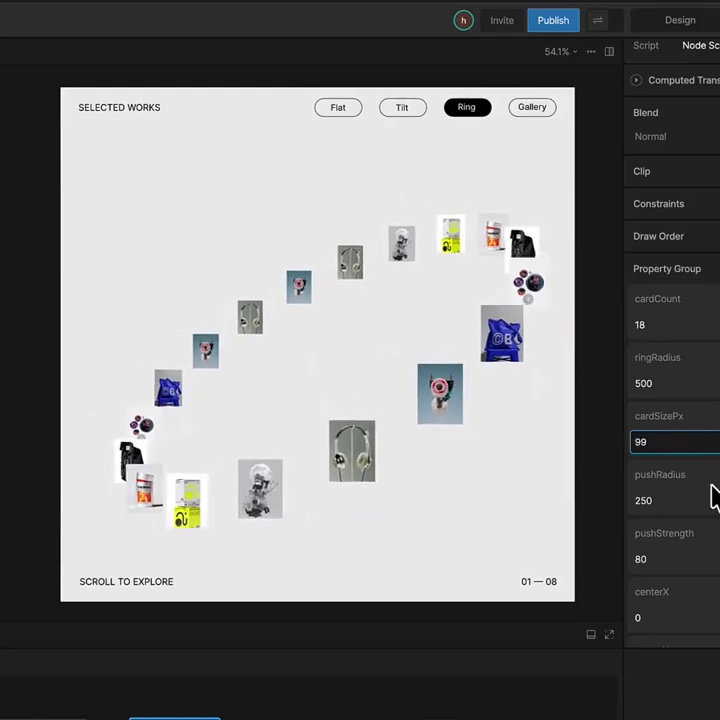 h
Invite
Publish
Design
54.1%
Script
Node Sc
Computed Trans
Blend
Normal
Clip
Constraints
Draw Order
Property Group
cardCount
18
ringRadius
500
cardSizePx
99
pushRadius
250
pushStrength
80
centerX
0
SELECTED WORKS
Flat
Tilt
Ring
Gallery
SCROLL TO EXPLORE
01 — 08